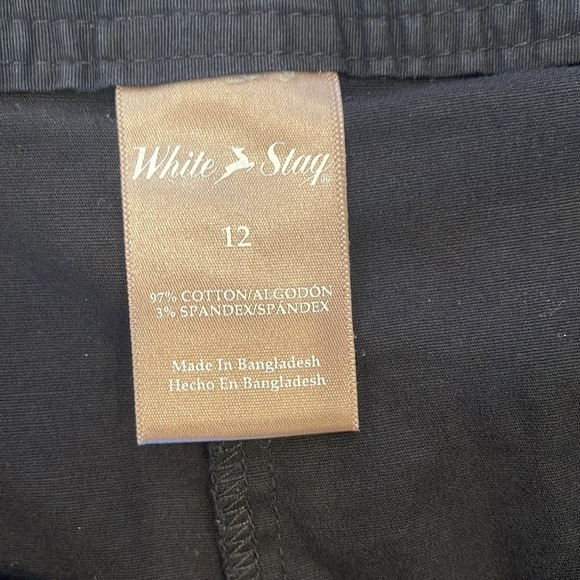 White Stag
12
97% COTTON/ALGODÓN
3% SPANDEX/SPANDEX
Made In Bangladesh
Hecho En Bangladesh